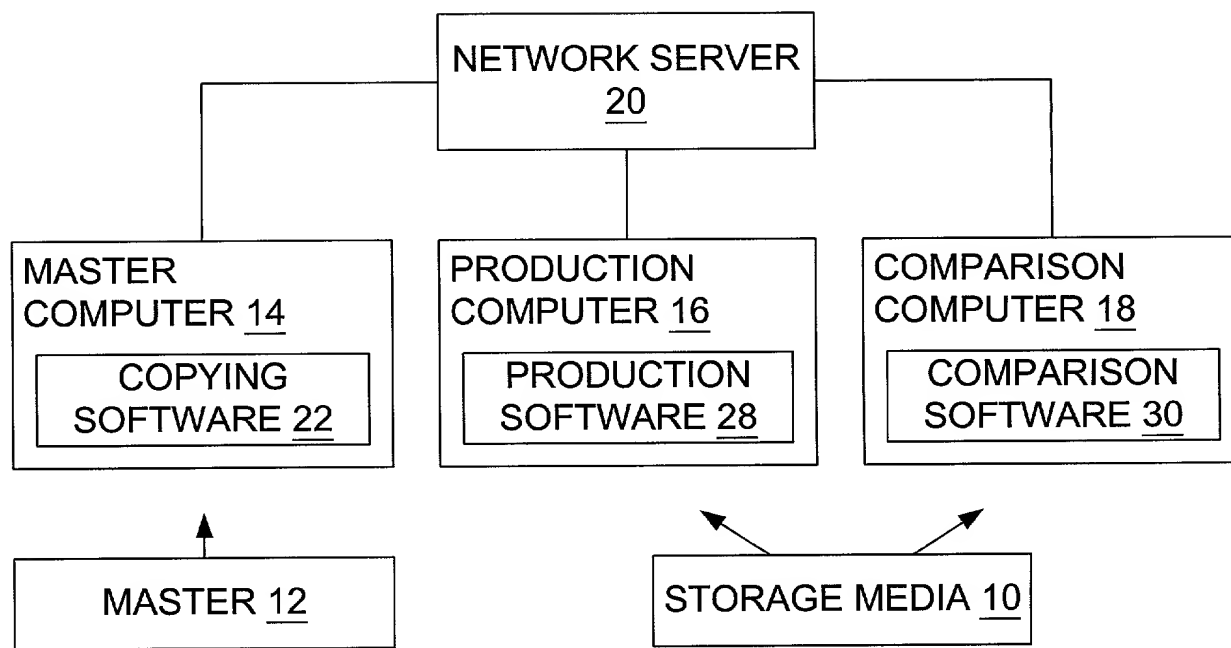 NETWORK SERVER
20
MASTER
COMPUTER 14
COPYING
SOFTWARE 22
PRODUCTION
COMPUTER 16
PRODUCTION
SOFTWARE 28
COMPARISON
COMPUTER 18
COMPARISON
SOFTWARE 30
MASTER 12
STORAGE MEDIA 10